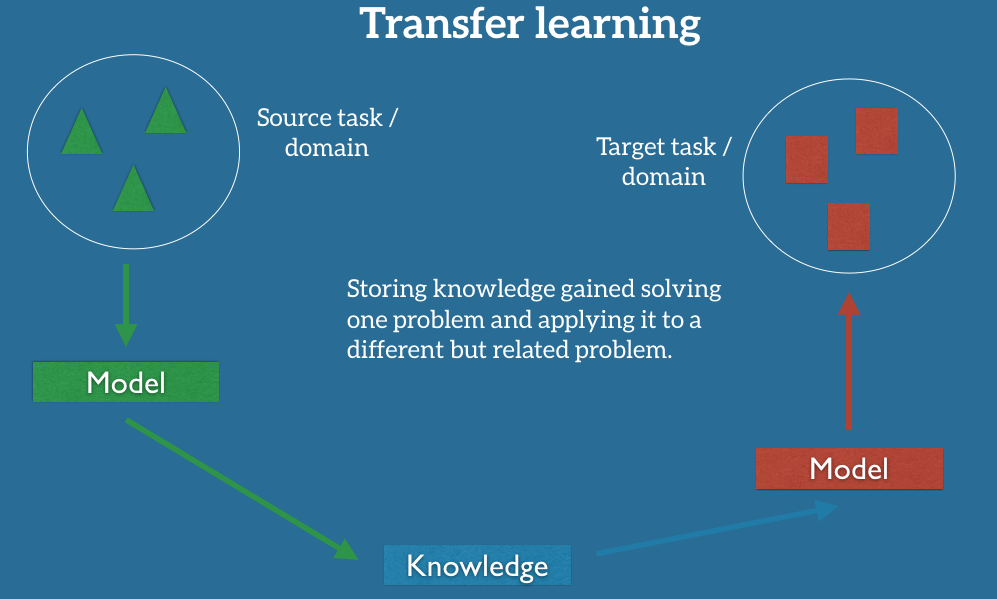 Transfer learning
Source task /
domain
Target task /
domain
Storing knowledge gained solving
one problem and applying it to a
different but related problem.
Model
Model
Knowledge